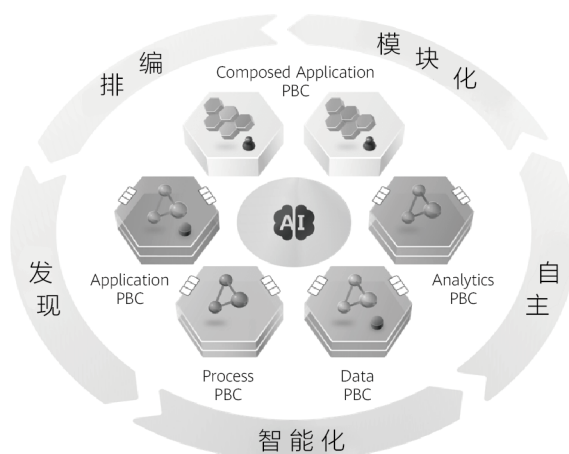 编排
模块化
Composed Application
PBC
AI
Application
PBC
Analytics
PBC
发现
自主
Process
PBC
Data
PBC
智能化